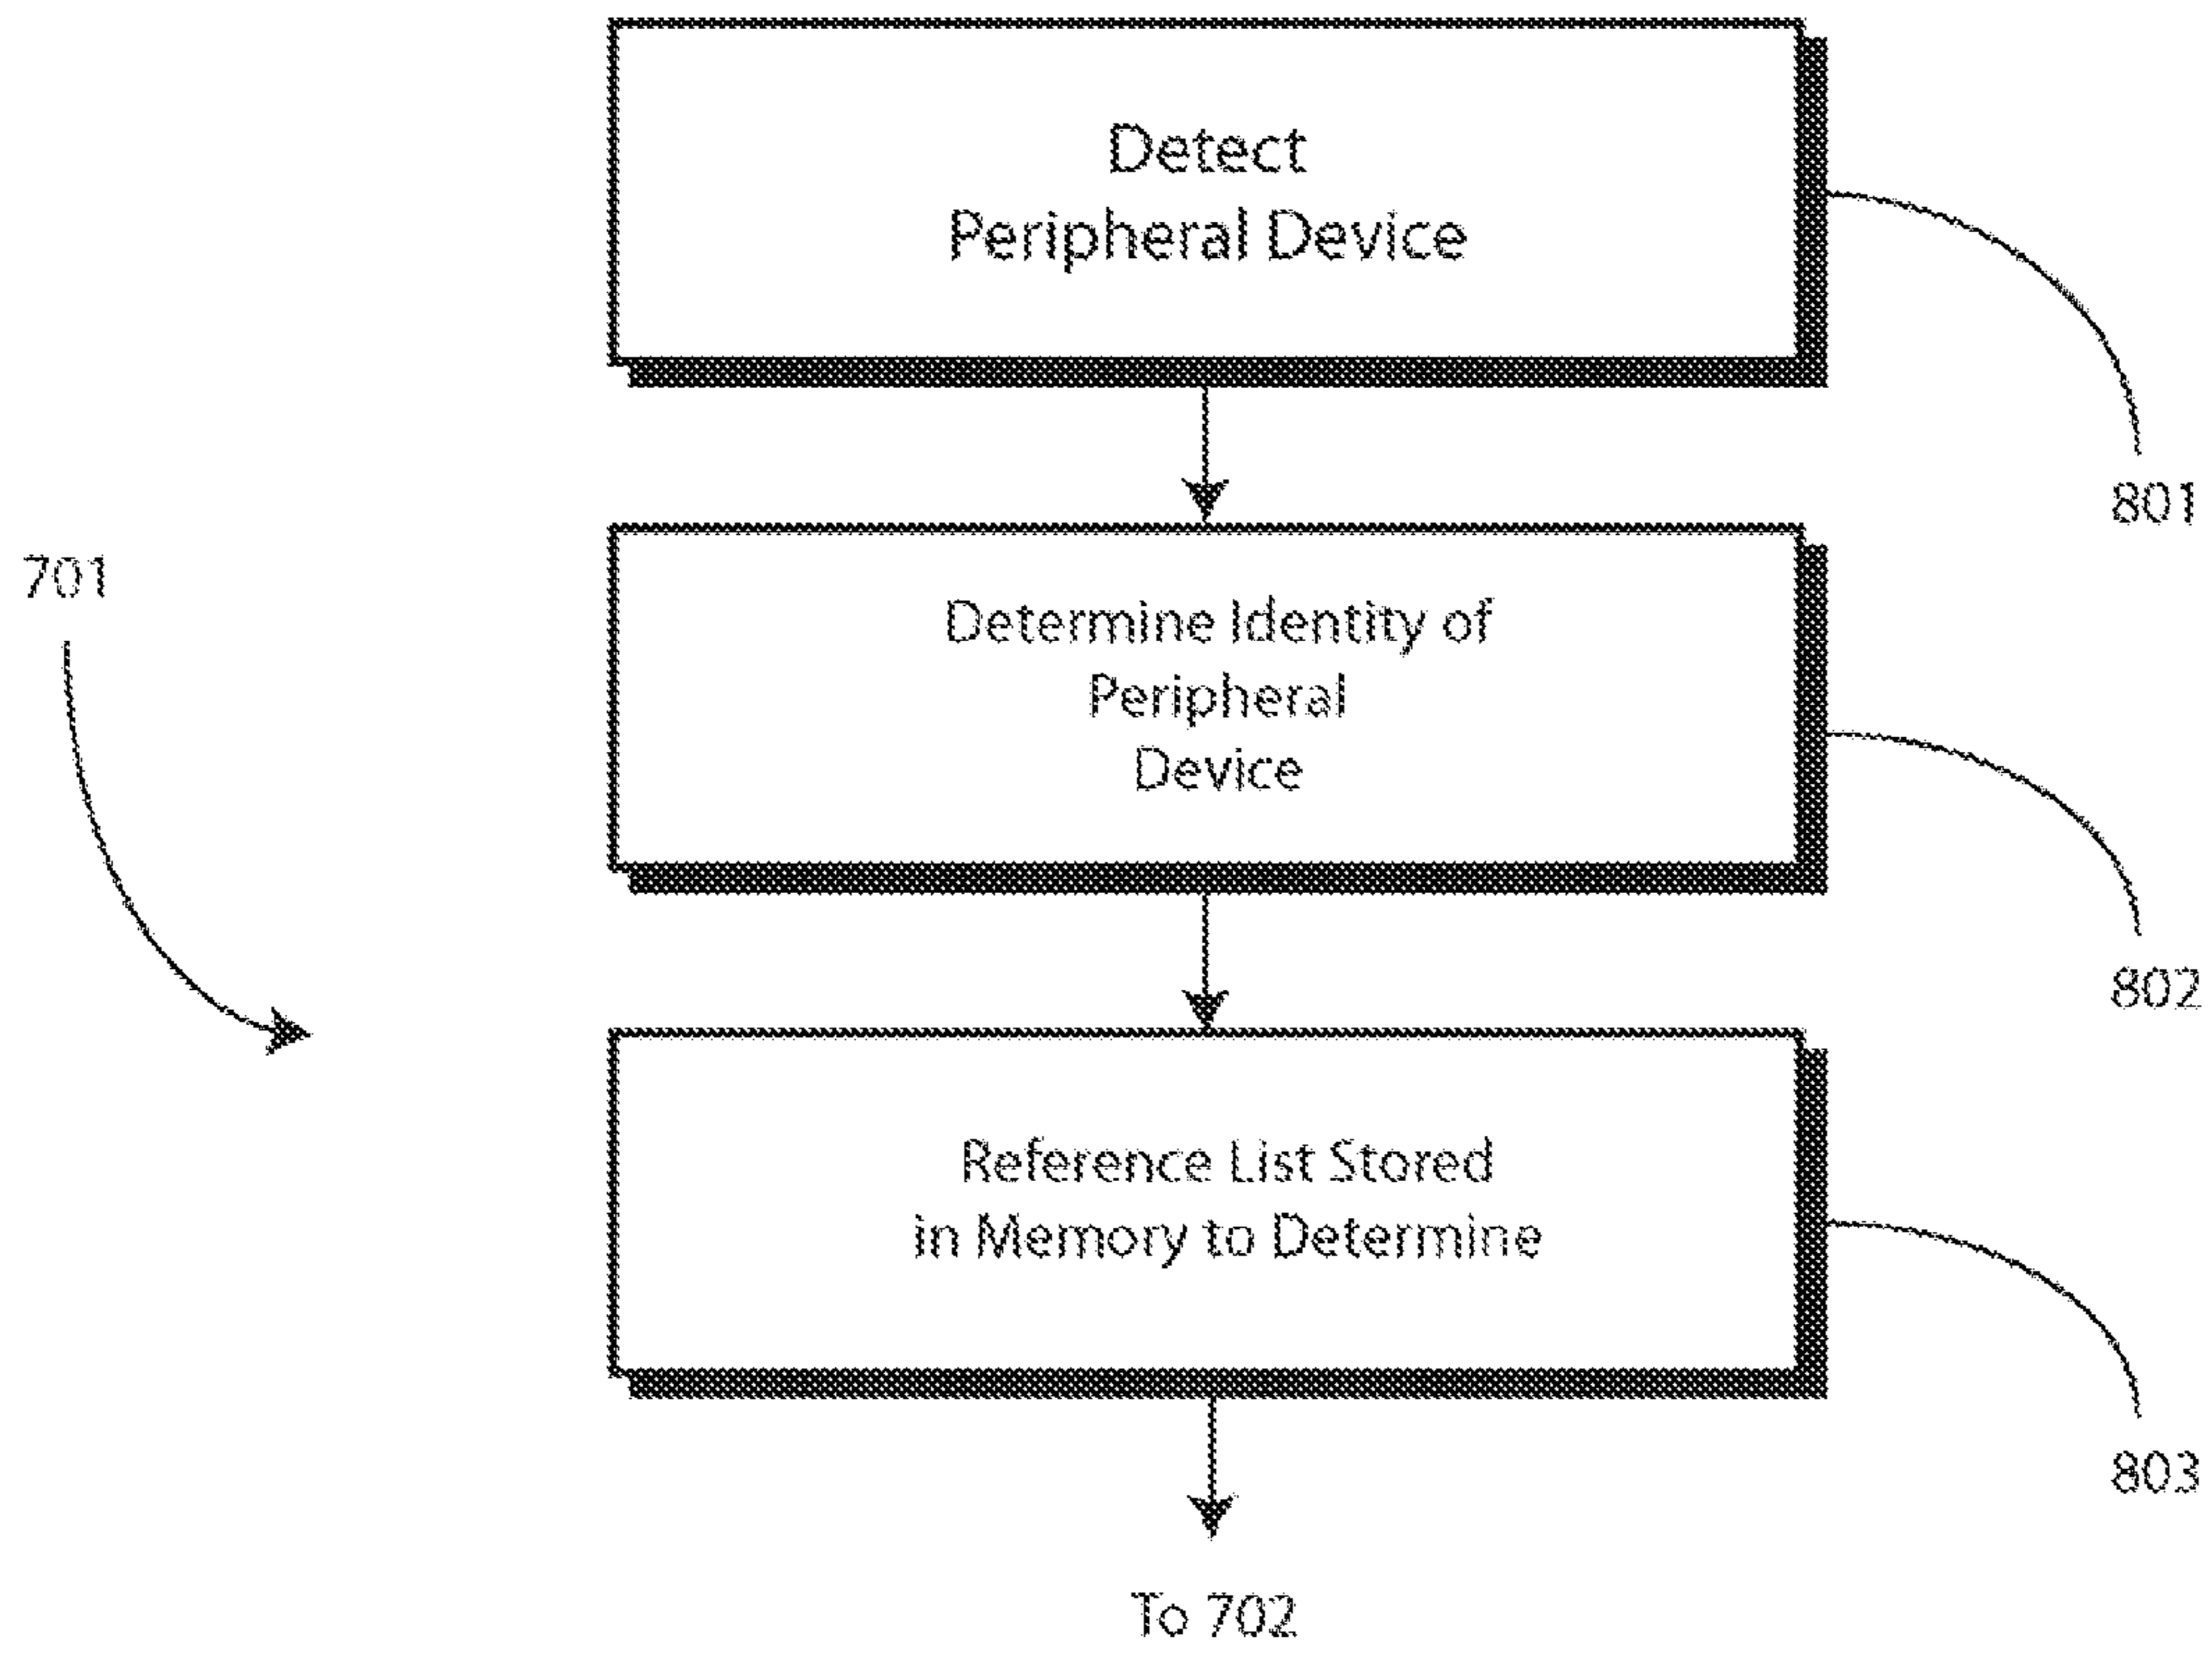 Detect
Peripheral Device
801
701
Determine Identity of
Peripheral
Device
802
Reference List Stored
in Memory to Determine
803
To 702